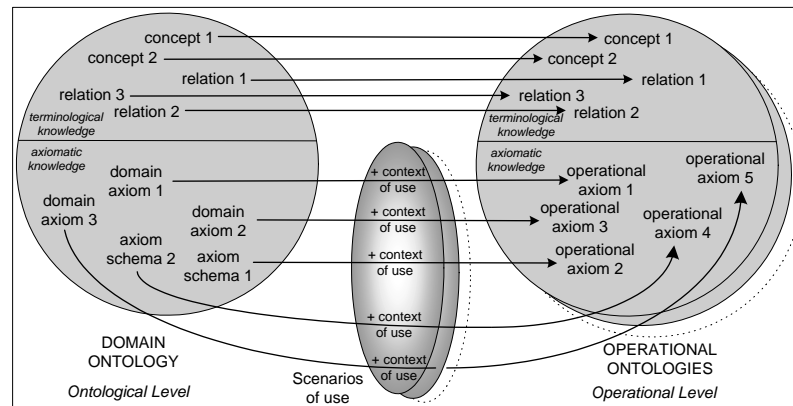 concept 1
concept 2
relation 1
relation 3
relation 2
terminological
knowledge
axiomatic
knowledge
domain
axiom 1
domain
axiom 3
domain
axiom 2
axiom
schema 2
axiom
schema 1
DOMAIN
ONTOLOGY
Ontological Level
+ context
of use
+ context
of use
+ context
of use
+ context
of use
+ context
of use
Scenarios
of use
concept 1
concept 2
relation 1
relation 3
relation 2
terminological
knowledge
axiomatic
knowledge
operational
axiom 5
operational
axiom 1
operational
axiom 3
operational
axiom 4
operational
axiom 2
OPERATIONAL
ONTOLOGIES
Operational Level